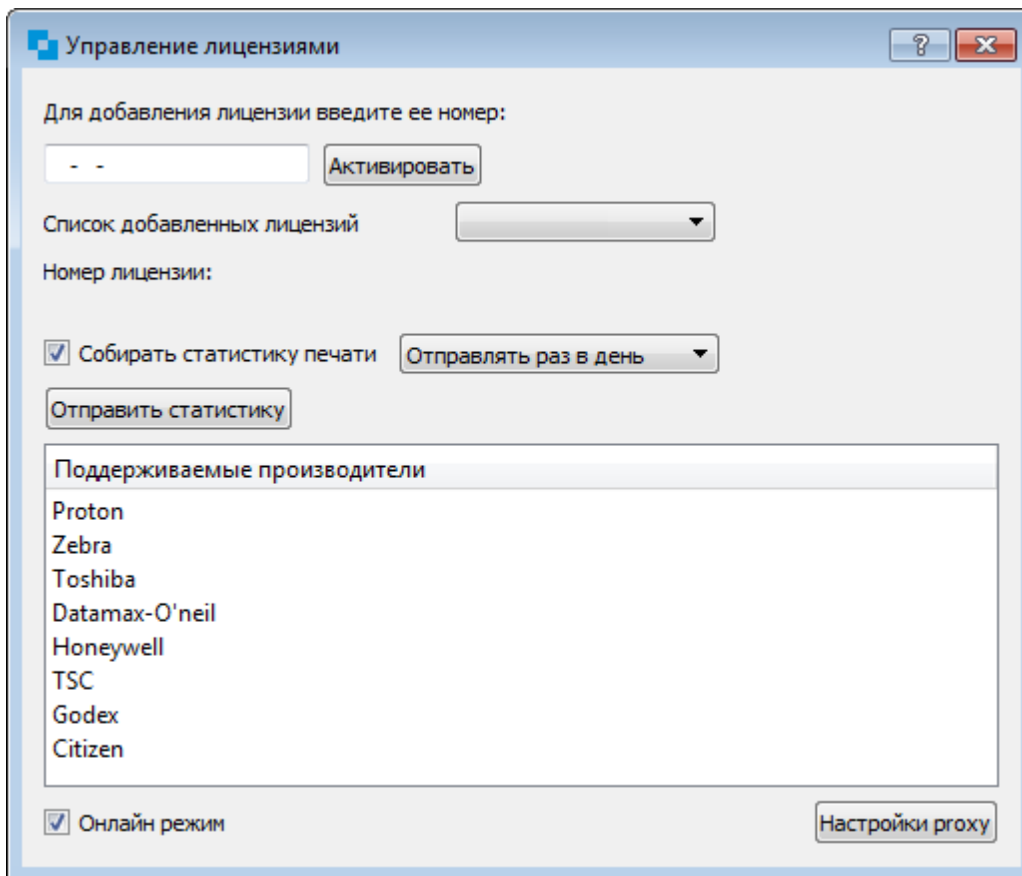 Управление лицензиями
Для добавления лицензии введите ее номер:
- - Активировать
Список добавленных лицензий
Номер лицензии:
Собирать статистику печати Отправлять раз в день
Отправить статистику
Поддерживаемые производители
Proton
Zebra
Toshiba
Datamax-O'neil
Honeywell
TSC
Godex
Citizen
Онлайн режим Настройки proxy